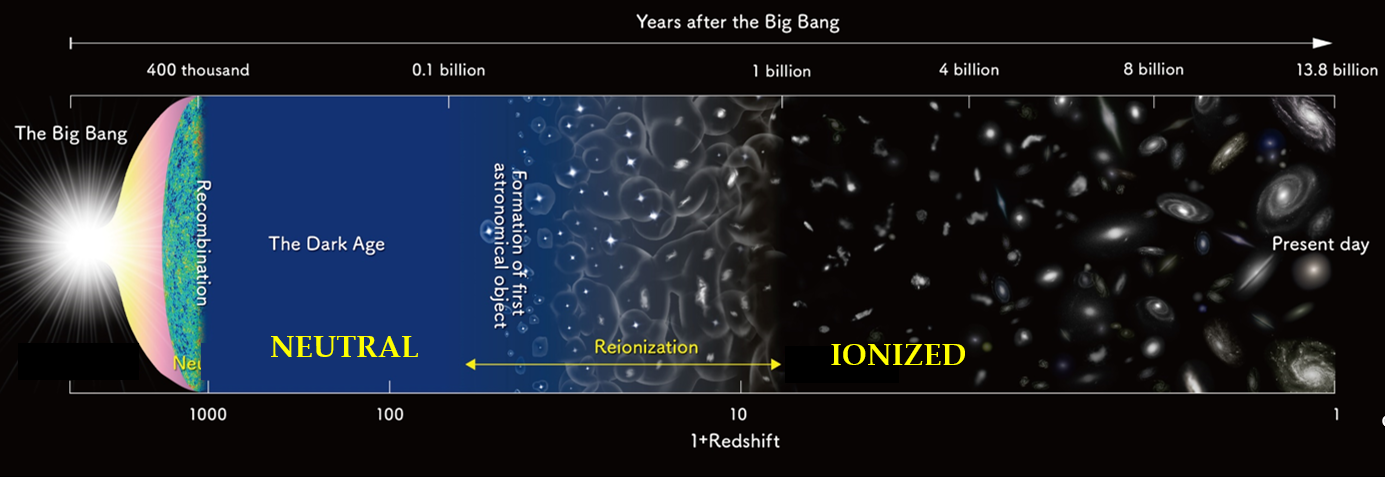 Years after the Big Bang
400 thousand 0.1 billion 1 billion 4 billion 8 billion 13.8 billion
The Big Bang
Recombination
The Dark Age
Formation of first
astronomical object
Present day
NEUTRAL
Reionization
IONIZED
1000 100 10 1
1+Redshift